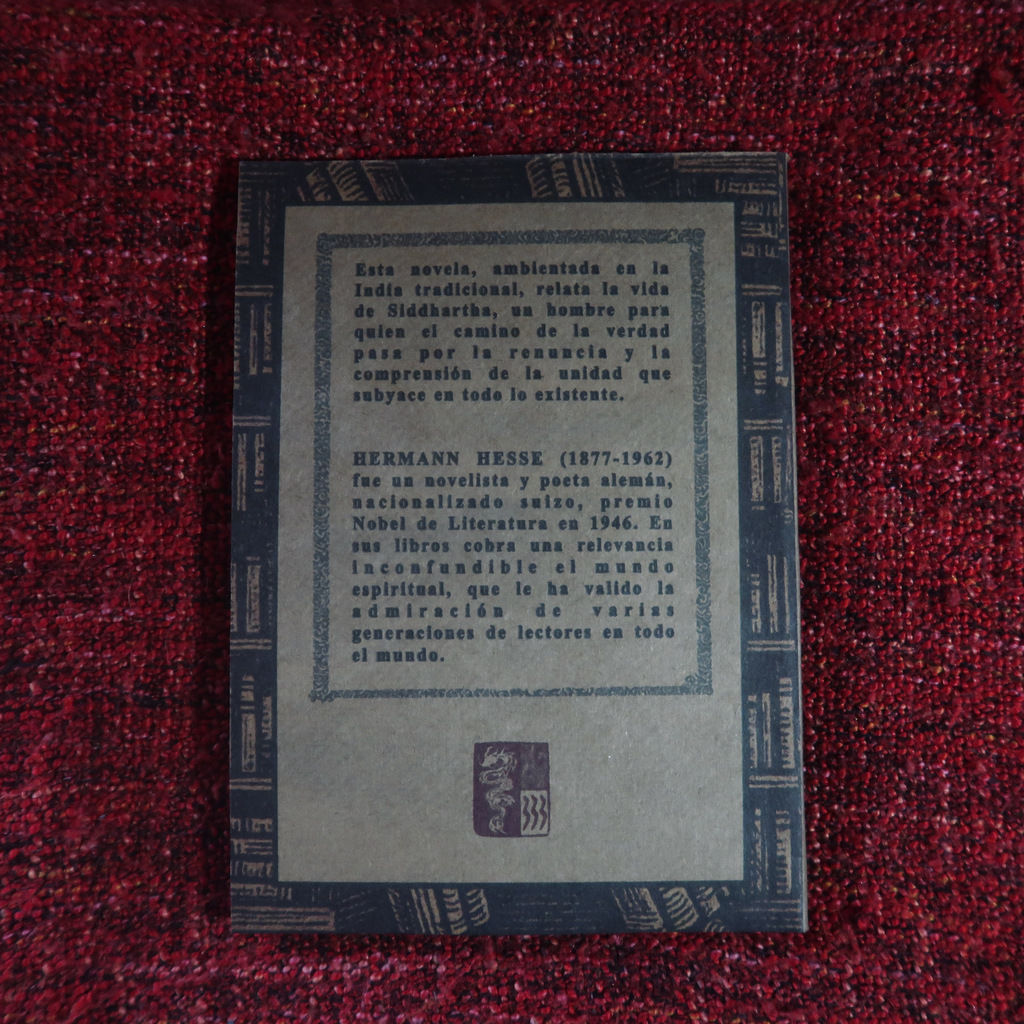 Esta novela, ambientada en la
India tradicional, relata la vida
de Siddhartha, un hombre para
quien el camino de la verdad
pasa por la renuncia y la
comprensión de la unidad que
subyace en todo lo existente.
HERMANN HESSE (1877-1962)
fue un novelista y poeta alemán,
nacionalizado suizo, premio
Nobel de Literatura en 1946. En
sus libros cobra una relevancia
inconfundible el mundo
espiritual, que le ha valido la
admiración de varias
generaciones de lectores en todo
el mundo.